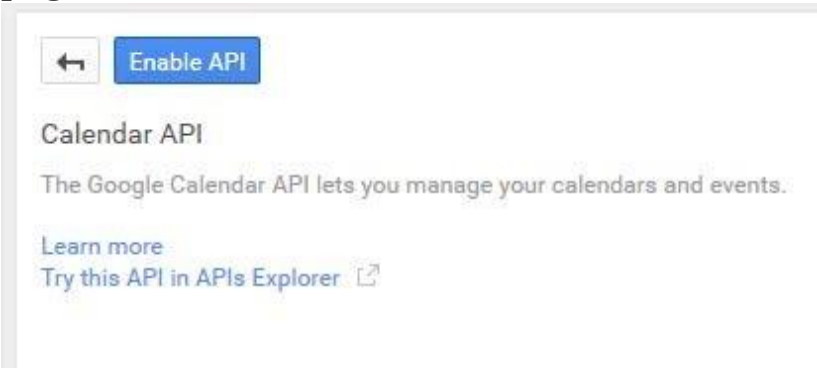 Enable API
Calendar API
The Google Calendar API lets you manage your calendars and events.
Learn more
Try this API in APIs Explorer